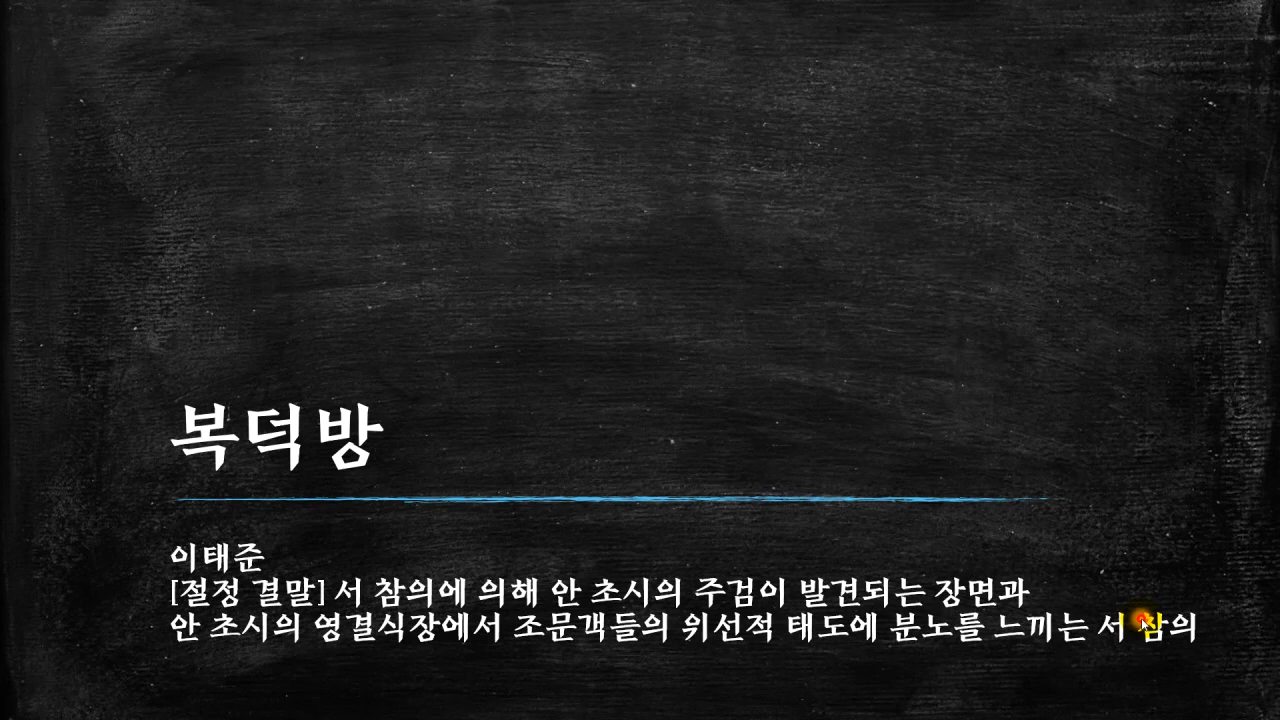 복덕방
이태준
[절정 결말] 서 참의에 의해 안 초시의 주검이 발견되는 장면과
안 초시의 영결식장에서 조문객들의 위선적 태도에 분노를 느끼는 서 참의